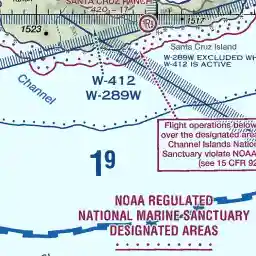 SANTA CRUZ RANCH
1523
1517
Santa Cruz Island
W-289W EXCLUDED WH
W-412 IS ACTIVE
Channel
W-412
W-289W
Flight operations below
over the designated area
Channel Islands Nation
Sanctuary violate NOAA
(see 15 CFR 92
19
NOAA REGULATED
NATIONAL MARINE SANCTUARY
DESIGNATED AREAS